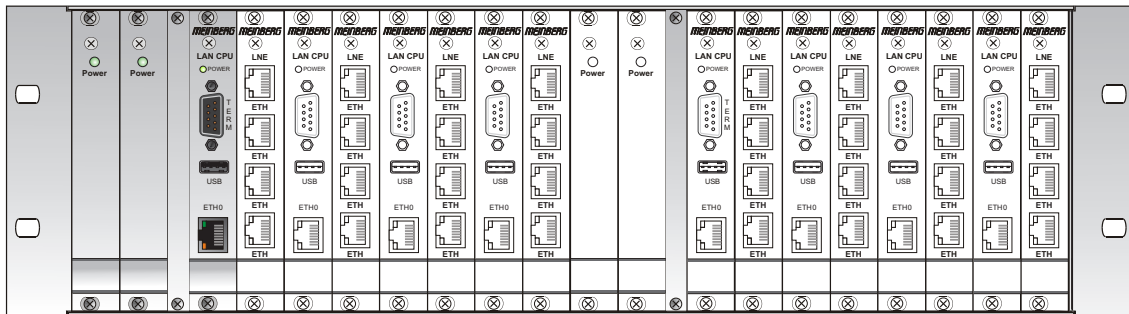 MEINBERG MEINBERG MEINBERG MEINBERG MEINBERG MEINBERG MEINBERG MEINBERG MEINBERG MEINBERG MEINBERG MEINBERG MEINBERG MEINBERG MEINBERG MEINBERG
LAN CPU LNE LAN CPU LNE LAN CPU LNE LAN CPU LNE LAN CPU LNE LAN CPU LNE LAN CPU LNE LAN CPU LNE
Power Power POWER POWER POWER POWER Power Power POWER POWER POWER POWER
TERM TERM
ETH ETH ETH ETH ETH ETH ETH ETH
ETH ETH ETH ETH ETH ETH ETH ETH
USB USB USB USB USB USB USB USB
ETH ETH ETH ETH ETH ETH ETH ETH
ETH0 ETH0 ETH0 ETH0 ETH0 ETH0 ETH0 ETH0
ETH ETH ETH ETH ETH ETH ETH ETH